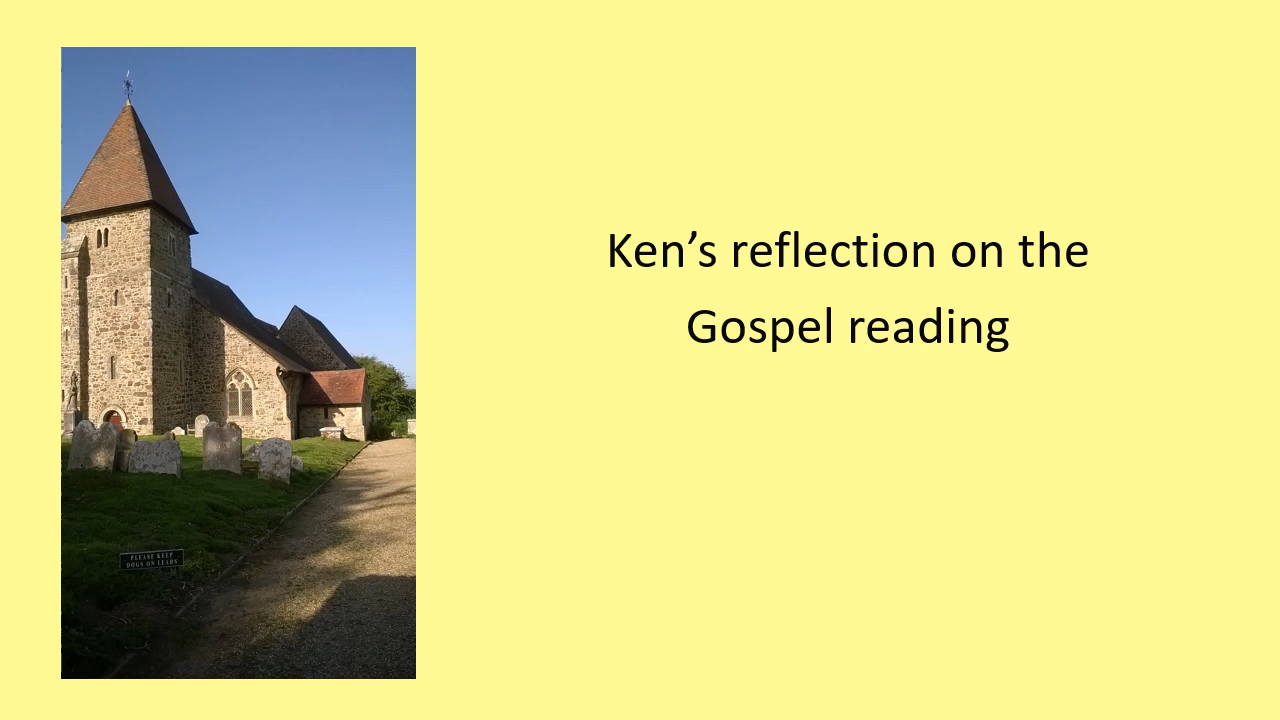 Ken’s reflection on the
Gospel reading
PLEASE KEEP
DOGS ON LEADS